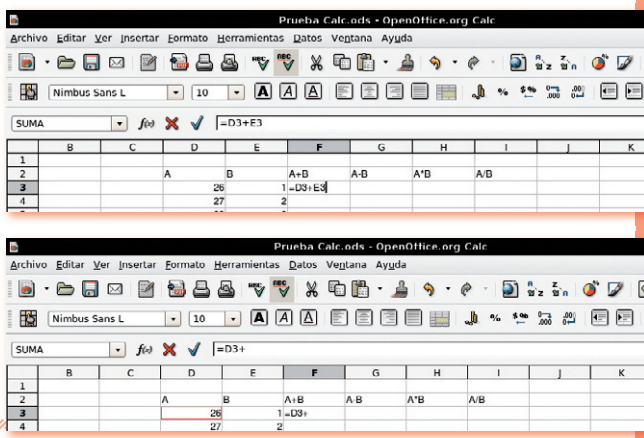 Prueba Calc.ods - OpenOffice.org Calc
Archivo Editar Ver Insertar Formato Herramientas Datos Ventana Ayuda
Nimbus Sans L 10
SUMA f(x) =D3+E3
B C D E F G H I J K
1
2 A B A+B A-B A*B A/B
3 26 1 =D3+E3
4 27 2
Prueba Calc.ods - OpenOffice.org Calc
Archivo Editar Ver Insertar Formato Herramientas Datos Ventana Ayuda
Nimbus Sans L 10
SUMA f(x) =D3+
B C D E F G H I J K
1
2 A B A+B A-B A*B A/B
3 26 1 =D3+
4 27 2